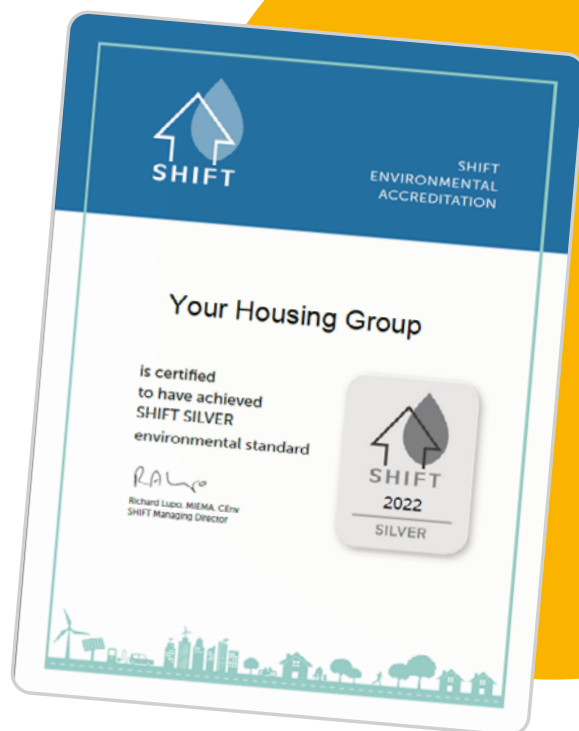 SHIFT
SHIFT
ENVIRONMENTAL
ACCREDITATION
Your Housing Group
is certified
to have achieved
SHIFT SILVER
environmental standard
Richard Lupo, MIEMA, CEnv
SHIFT Managing Director
SHIFT
2022
SILVER